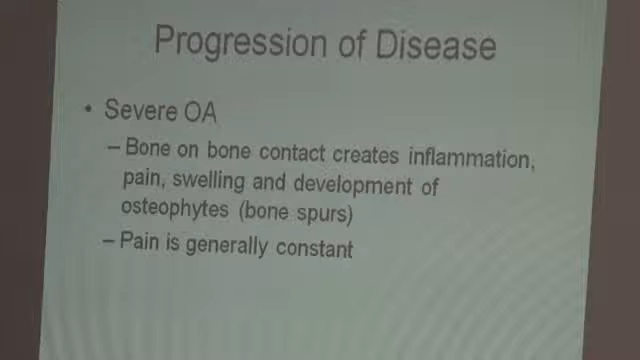 Progression of Disease
• Severe OA
– Bone on bone contact creates inflammation,
pain, swelling and development of
osteophytes (bone spurs)
– Pain is generally constant